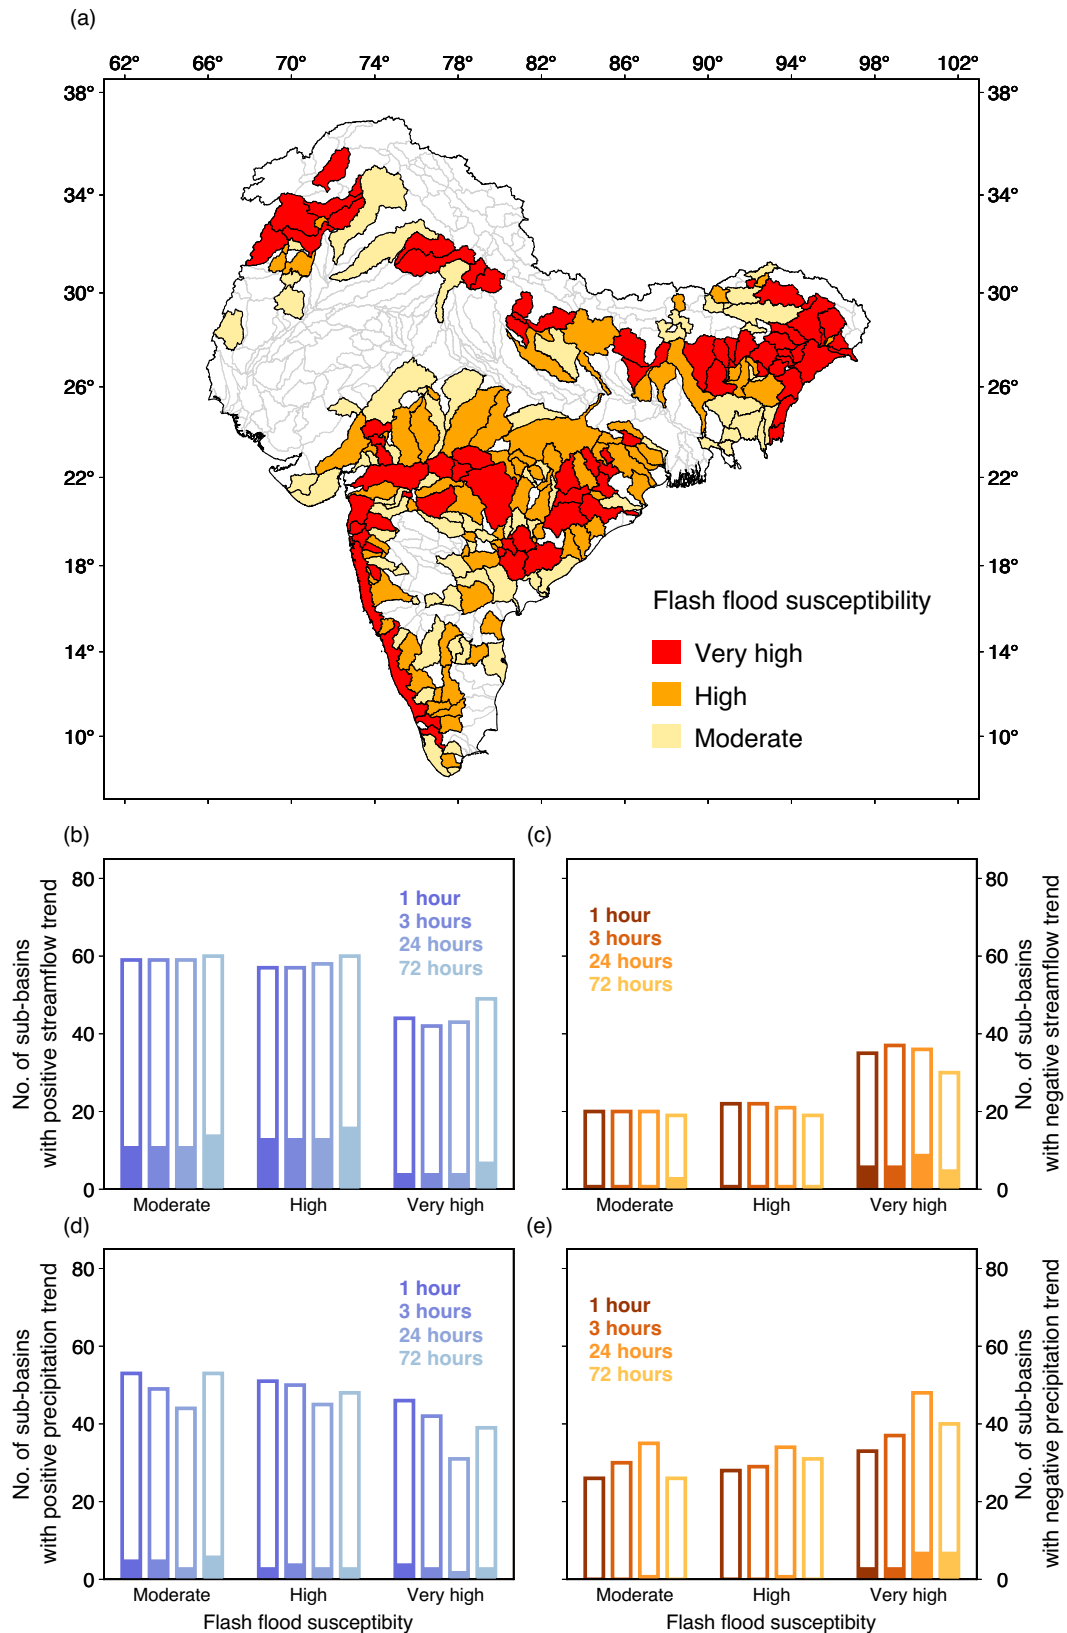 (a)
62° 66° 70° 74° 78° 82° 86° 90° 94° 98° 102°
38° 38°
34° 34°
30° 30°
26° 26°
22° 22°
18° 18°
Flash flood susceptibility
14° Very high 14°
High
10° Moderate 10°
(b) (c)
No. of sub-basins
with positive streamflow trend
80
60
40
20
0
1 hour
3 hours
24 hours
72 hours
Moderate High Very high
1 hour
3 hours
24 hours
72 hours
80
60
40
20
0
No. of sub-basins
with negative streamflow trend
0
Moderate High Very high
(d) (e)
No. of sub-basins
with positive precipitation trend
80
60
40
20
0
1 hour
3 hours
24 hours
72 hours
Moderate High Very high
Flash flood susceptibity
1 hour
3 hours
24 hours
72 hours
80
60
40
20
0
No. of sub-basins
with negative precipitation trend
0
Moderate High Very high
Flash flood susceptibity